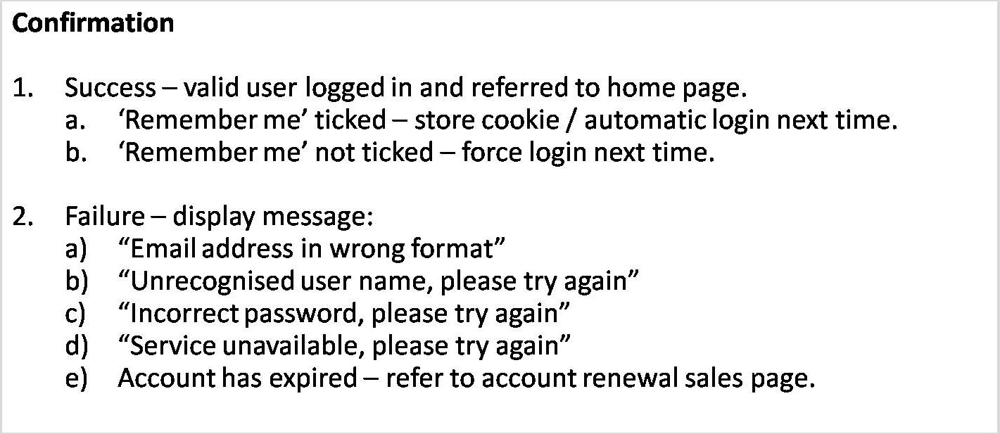 Confirmation
1. Success – valid user logged in and referred to home page.
a. ‘Remember me’ ticked – store cookie / automatic login next time.
b. ‘Remember me’ not ticked – force login next time.
2. Failure – display message:
a) “Email address in wrong format”
b) “Unrecognised user name, please try again”
c) “Incorrect password, please try again”
d) “Service unavailable, please try again”
e) Account has expired – refer to account renewal sales page.